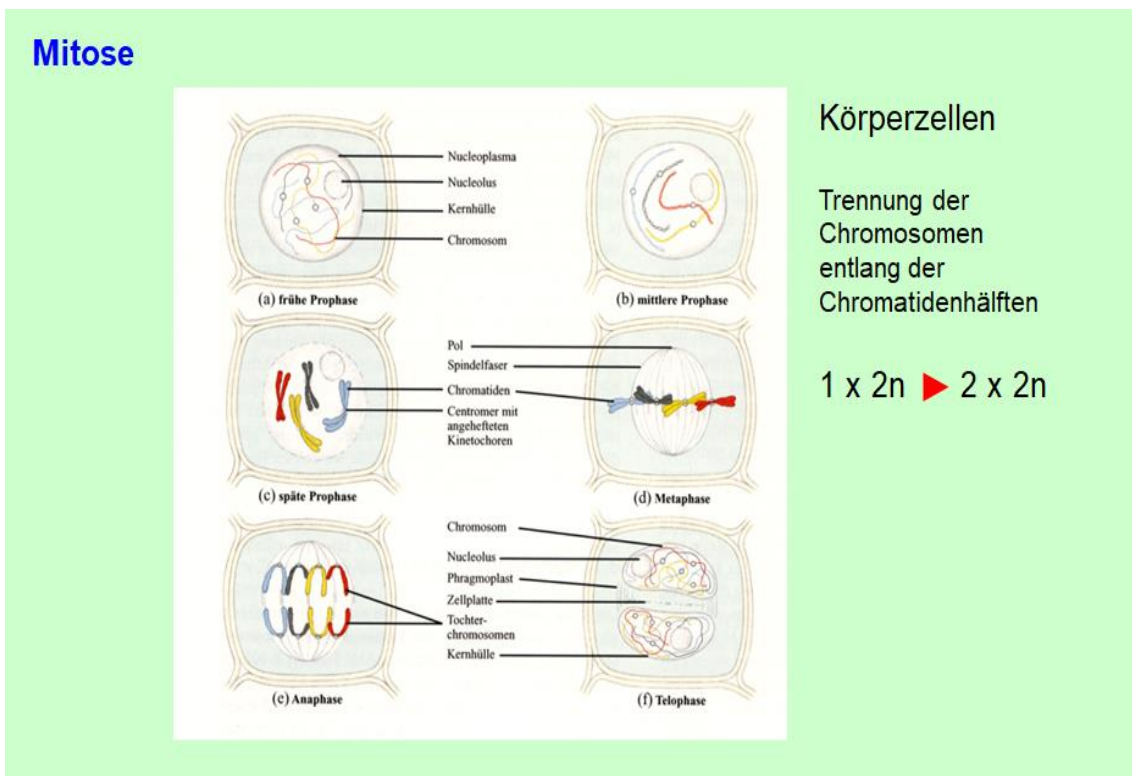 Mitose
Nucleoplasma
Nucleolus
Kernhülle
Chromosom
(a) frühe Prophase
(b) mittlere Prophase
Pol
Spindelfaser
Chromatiden
Centromer mit
angehefteten
Kinetochoren
(c) späte Prophase
(d) Metaphase
Chromosom
Nucleolus
Phragmoplast
Zellplatte
Tochter-
chromosomen
Kernhülle
(e) Anaphase
(f) Telophase
Körperzellen
Trennung der
Chromosomen
entlang der
Chromatidenhälften
1 x 2n ▶ 2 x 2n